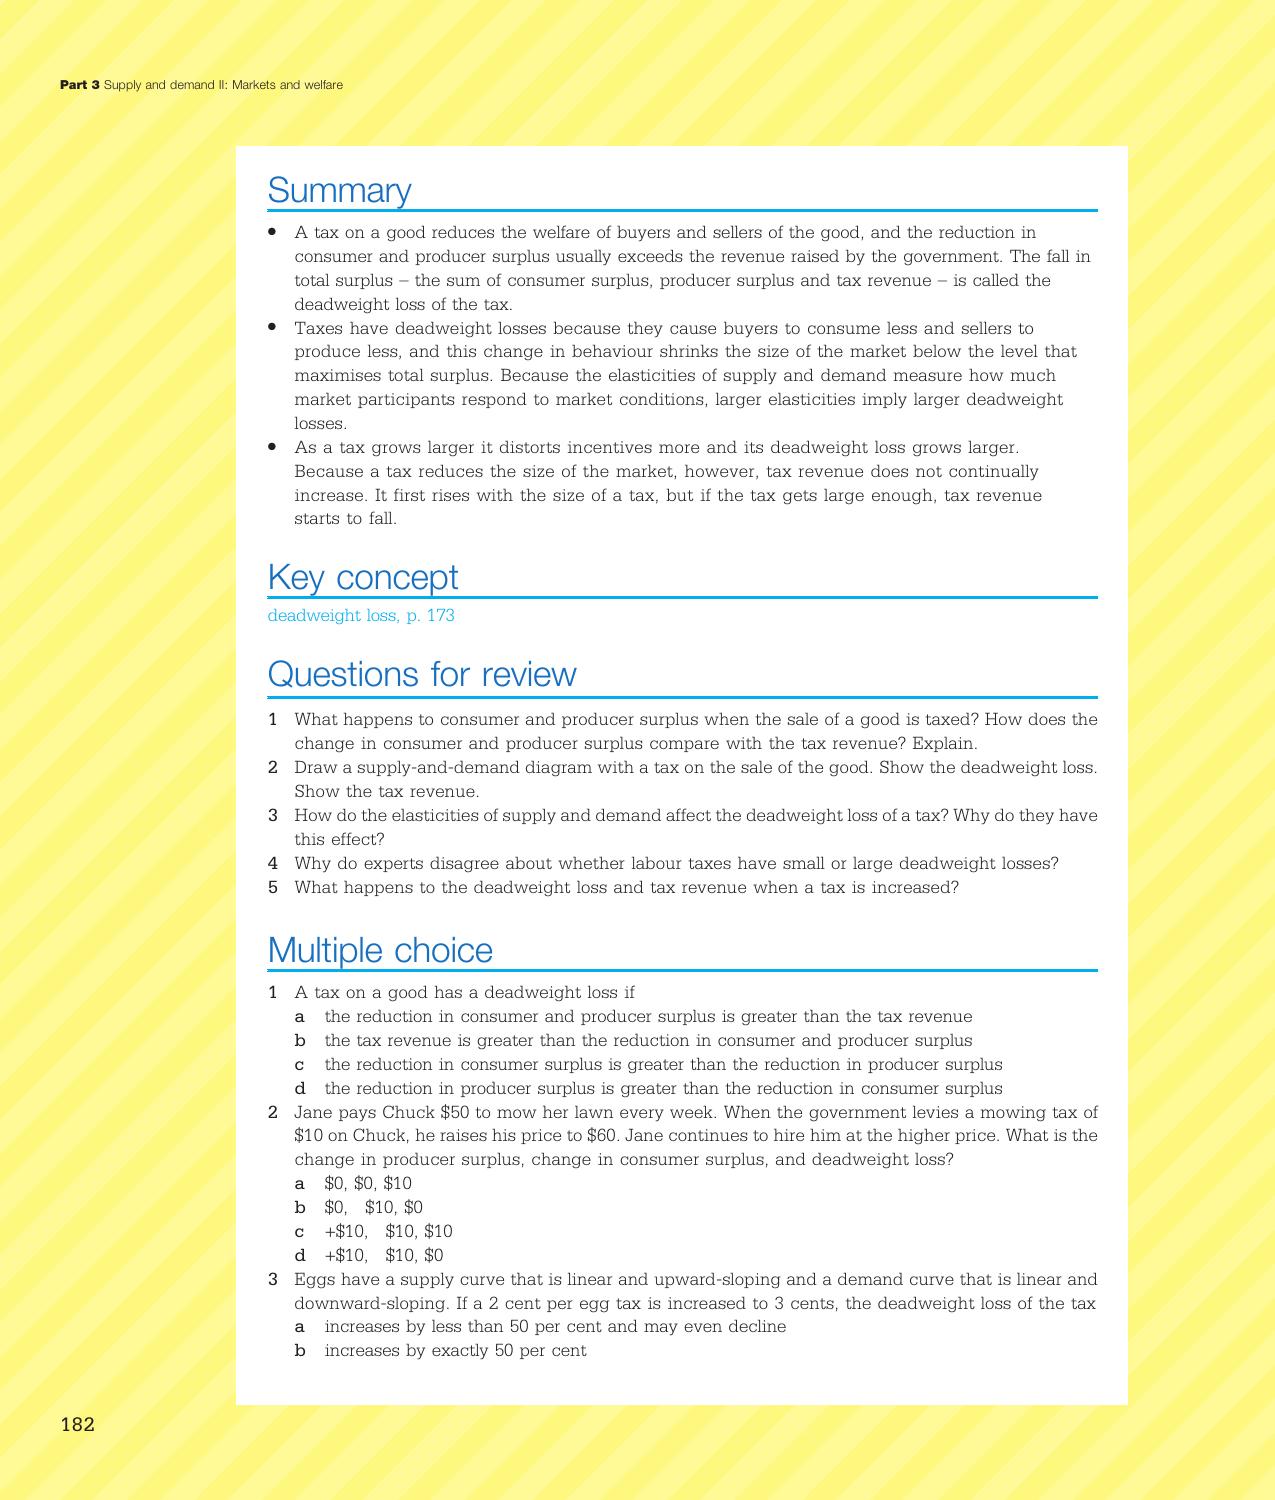 Part 3 Supply and demand II: Markets and welfare
Summary
• A tax on a good reduces the welfare of buyers and sellers of the good, and the reduction in
consumer and producer surplus usually exceeds the revenue raised by the government. The fall in
total surplus – the sum of consumer surplus, producer surplus and tax revenue – is called the
deadweight loss of the tax.
• Taxes have deadweight losses because they cause buyers to consume less and sellers to
produce less, and this change in behaviour shrinks the size of the market below the level that
maximises total surplus. Because the elasticities of supply and demand measure how much
market participants respond to market conditions, larger elasticities imply larger deadweight
losses.
• As a tax grows larger it distorts incentives more and its deadweight loss grows larger.
Because a tax reduces the size of the market, however, tax revenue does not continually
increase. It first rises with the size of a tax, but if the tax gets large enough, tax revenue
starts to fall.
Key concept
deadweight loss, p. 173
Questions for review
1 What happens to consumer and producer surplus when the sale of a good is taxed? How does the
change in consumer and producer surplus compare with the tax revenue? Explain.
2 Draw a supply-and-demand diagram with a tax on the sale of the good. Show the deadweight loss.
Show the tax revenue.
3 How do the elasticities of supply and demand affect the deadweight loss of a tax? Why do they have
this effect?
4 Why do experts disagree about whether labour taxes have small or large deadweight losses?
5 What happens to the deadweight loss and tax revenue when a tax is increased?
Multiple choice
1 A tax on a good has a deadweight loss if
a the reduction in consumer and producer surplus is greater than the tax revenue
b the tax revenue is greater than the reduction in consumer and producer surplus
c the reduction in consumer surplus is greater than the reduction in producer surplus
d the reduction in producer surplus is greater than the reduction in consumer surplus
2 Jane pays Chuck $50 to mow her lawn every week. When the government levies a mowing tax of
$10 on Chuck, he raises his price to $60. Jane continues to hire him at the higher price. What is the
change in producer surplus, change in consumer surplus, and deadweight loss?
a $0, $0, $10
b $0, $10, $0
c +$10, $10, $10
d +$10, $10, $0
3 Eggs have a supply curve that is linear and upward-sloping and a demand curve that is linear and
downward-sloping. If a 2 cent per egg tax is increased to 3 cents, the deadweight loss of the tax
a increases by less than 50 per cent and may even decline
b increases by exactly 50 per cent
182